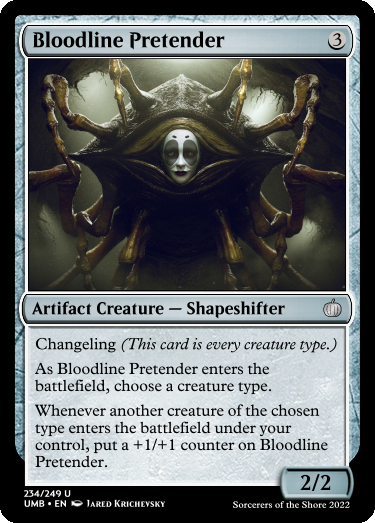 Bloodline Pretender 3
Artifact Creature — Shapeshifter
Changeling (This card is every creature type.)
As Bloodline Pretender enters the
battlefield, choose a creature type.
Whenever another creature of the chosen
type enters the battlefield under your
control, put a +1/+1 counter on Bloodline
Pretender.
2/2
234/249 U
UMB • EN Jared Krichevsky
Sorcerers of the Shore 2022